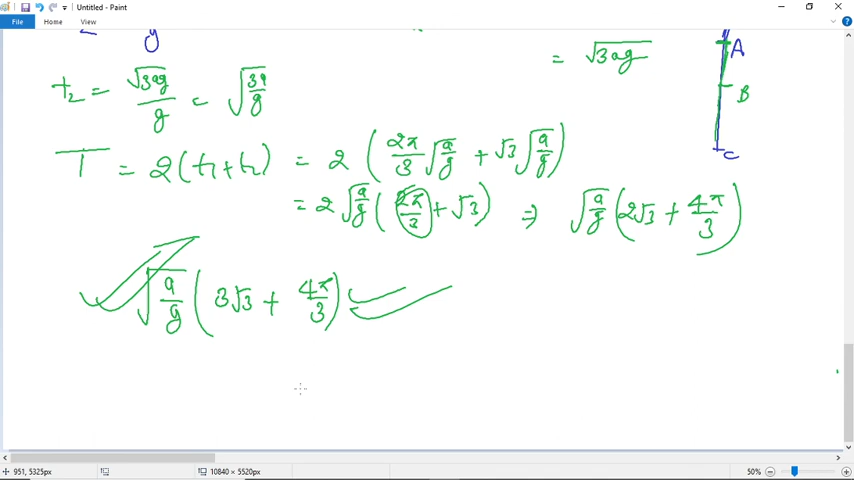 Untitled - Paint
File Home View
y
= √3ag
A
t₂ = √3ag/g = √3a/g
B
C
T = 2(t₁+t₂) = 2(2π/3 √a/g + √3 √a/g)
= 2√a/g (2π/3 + √3) ⇒ √a/g (2√3 + 4π/3)
√a/g (3√3 + 4π/3)
951, 5325px 10840 × 5520px 50%